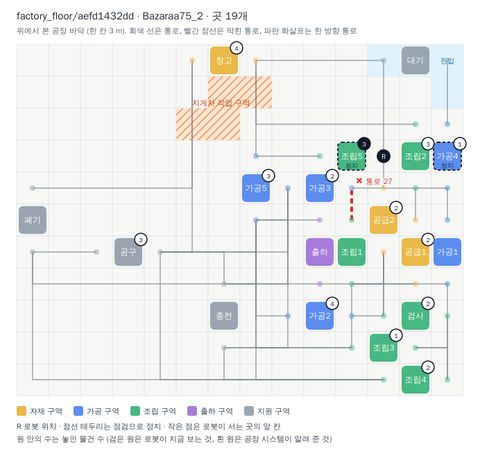 factory_floor/aefd1432dd · Bazaraa75_2 · 곳 19개
위에서 본 공장 바닥 (한 칸 3 m). 회색 선은 통로, 빨간 점선은 막힌 통로, 파란 화살표는 한 방향 통로
창고
4
대기
전립
지게차 작업 구역
조립5
정지
3
R
조립2
3
가공4
정지
1
✖ 통로 27
가공5
3
가공3
2
폐기
공급2
2
공구
3
출하
조립1
공급1
2
가공1
충전
가공2
4
검사
2
조립3
1
조립4
2
자재 구역
가공 구역
조립 구역
출하 구역
지원 구역
R 로봇 위치 · 점선 테두리는 점검으로 정지 · 작은 점은 로봇이 서는 곳의 앞 칸
원 안의 수는 놓인 물건 수 (검은 원은 로봇이 지금 보는 것, 흰 원은 공장 시스템이 알려 준 것)